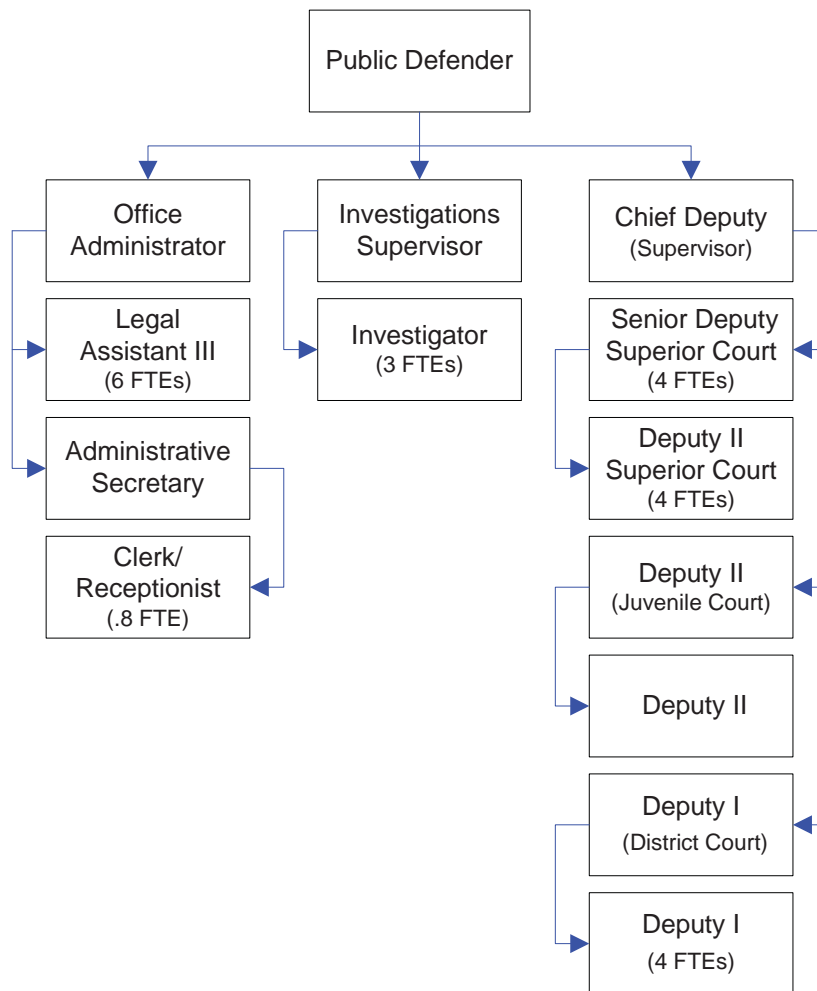 Public Defender
Office
Administrator
Legal
Assistant III
(6 FTEs)
Administrative
Secretary
Clerk/
Receptionist
(.8 FTE)
Investigations
Supervisor
Investigator
(3 FTEs)
Chief Deputy
(Supervisor)
Senior Deputy
Superior Court
(4 FTEs)
Deputy II
Superior Court
(4 FTEs)
Deputy II
(Juvenile Court)
Deputy II
Deputy I
(District Court)
Deputy I
(4 FTEs)